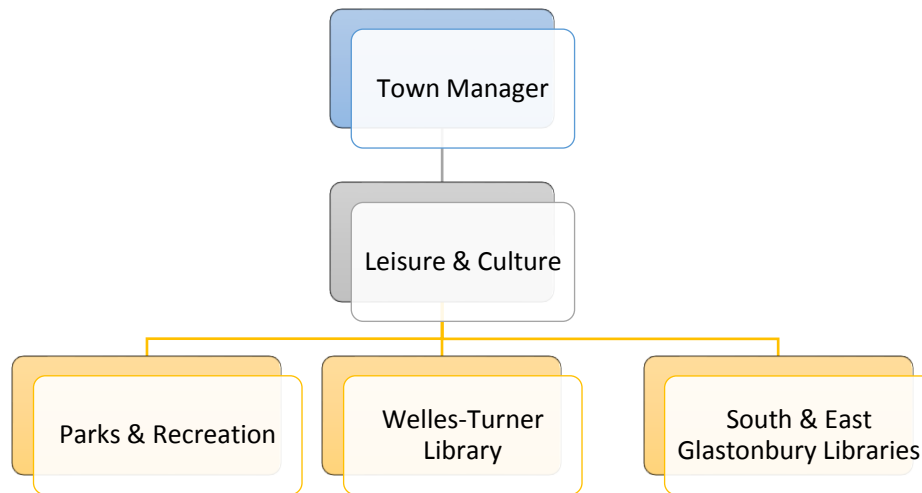 Town Manager
Leisure & Culture
Parks & Recreation
Welles-Turner
Library
South & East
Glastonbury Libraries